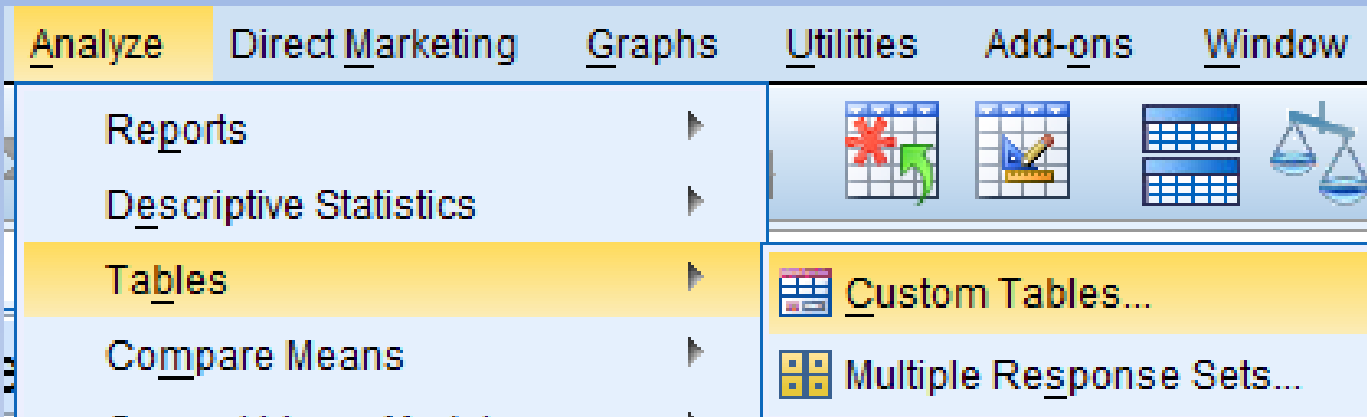 Analyze Direct Marketing Graphs Utilities Add-ons Window
Reports
Descriptive Statistics
Tables
Custom Tables...
Compare Means
Multiple Response Sets...